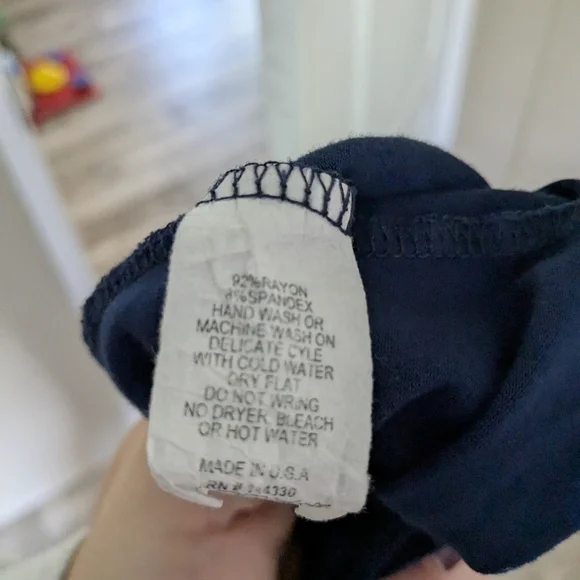 92%RAYON
8%SPANDEX
HAND WASH OR
MACHINE WASH ON
DELICATE CYLE
WITH COLD WATER
DRY FLAT
DO NOT WRING
NO DRYER, BLEACH
OR HOT WATER
MADE IN U.S.A
RN #